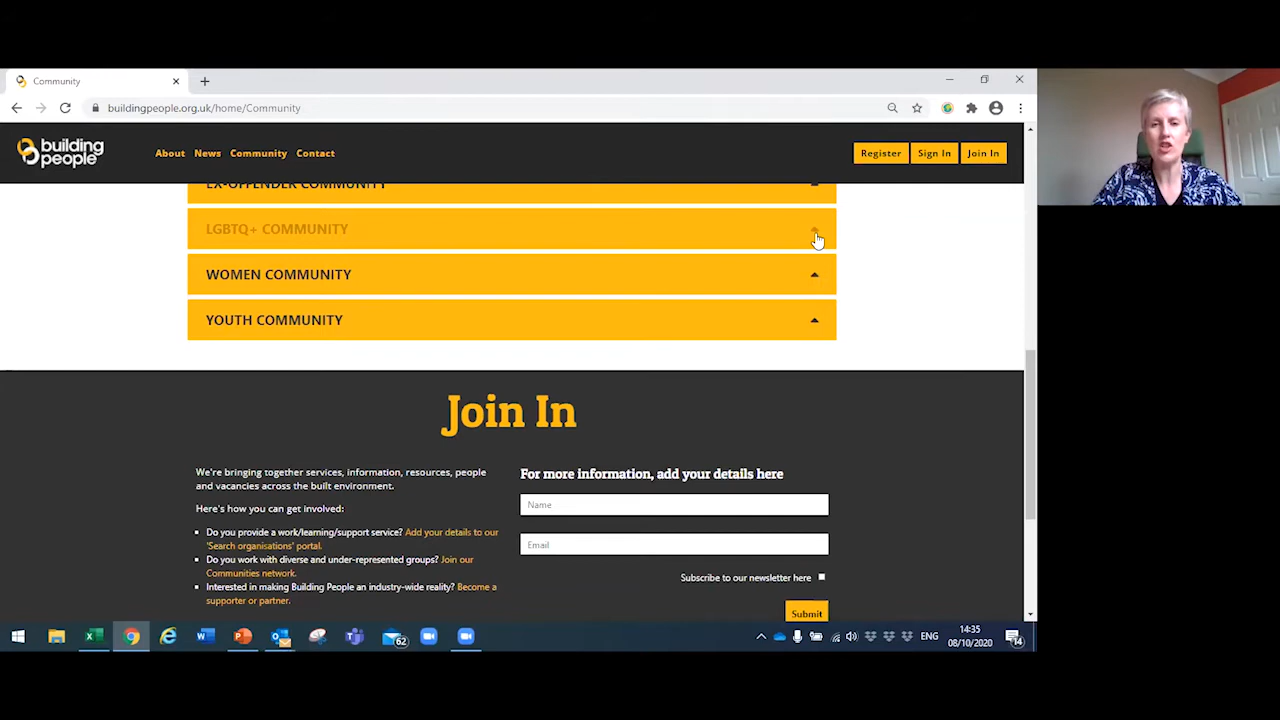 Community
buildingpeople.org.uk/home/Community
building
people
About News Community Contact
Register Sign In Join In
EX-OFFENDER COMMUNITY
LGBTQ+ COMMUNITY
WOMEN COMMUNITY
YOUTH COMMUNITY
Join In
We're bringing together services, information, resources, people
and vacancies across the built environment.
Here's how you can get involved:
Do you provide a work/learning/support service? Add your details to our
'Search organisations' portal.
Do you work with diverse and under-represented groups? Join our
Communities network.
Interested in making Building People an industry-wide reality? Become a
supporter or partner.
For more information, add your details here
Name
Email
Subscribe to our newsletter here
Submit
62
ENG
14:35
08/10/2020
14